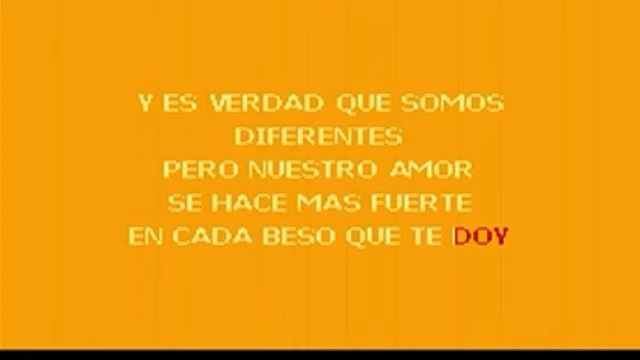 Y ES VERDAD QUE SOMOS
DIFERENTES
PERO NUESTRO AMOR
SE HACE MAS FUERTE
EN CADA BESO QUE TE DOY